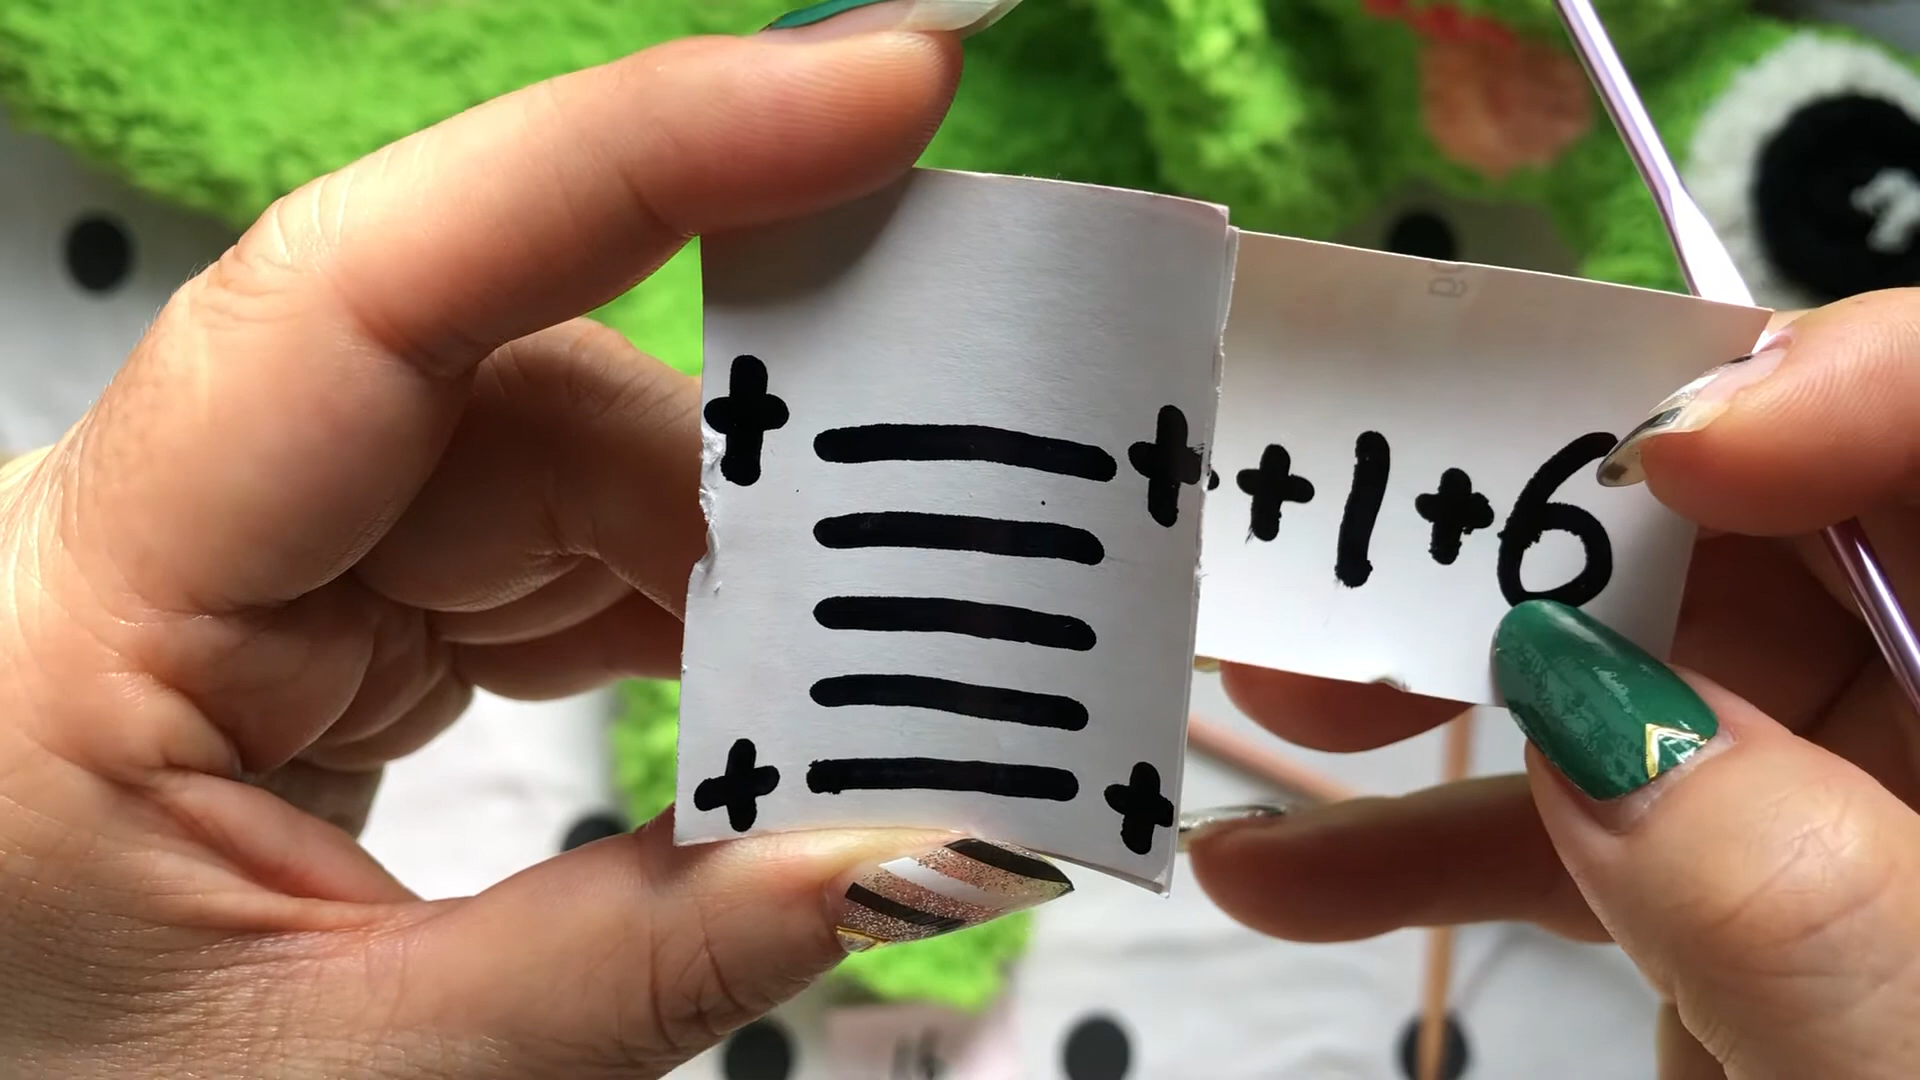 + — +
—
—
—
+ — +
+1+6